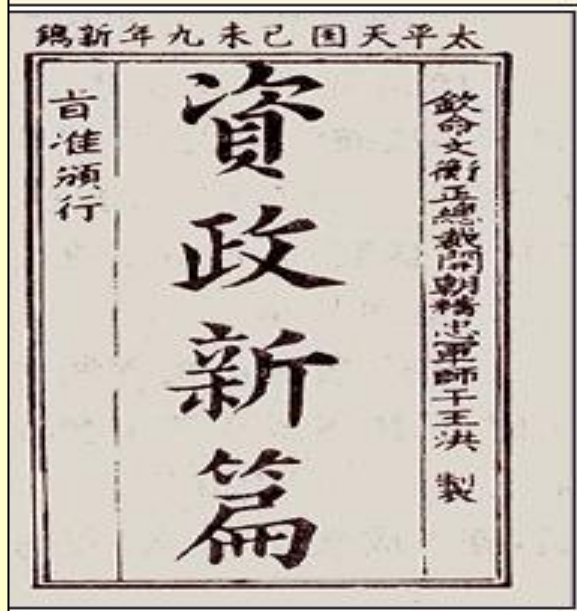 太平天囯己未九年新鐫
欽命文衡正總裁開朝精忠軍師干王洪 製
資政新篇
旨准頒行